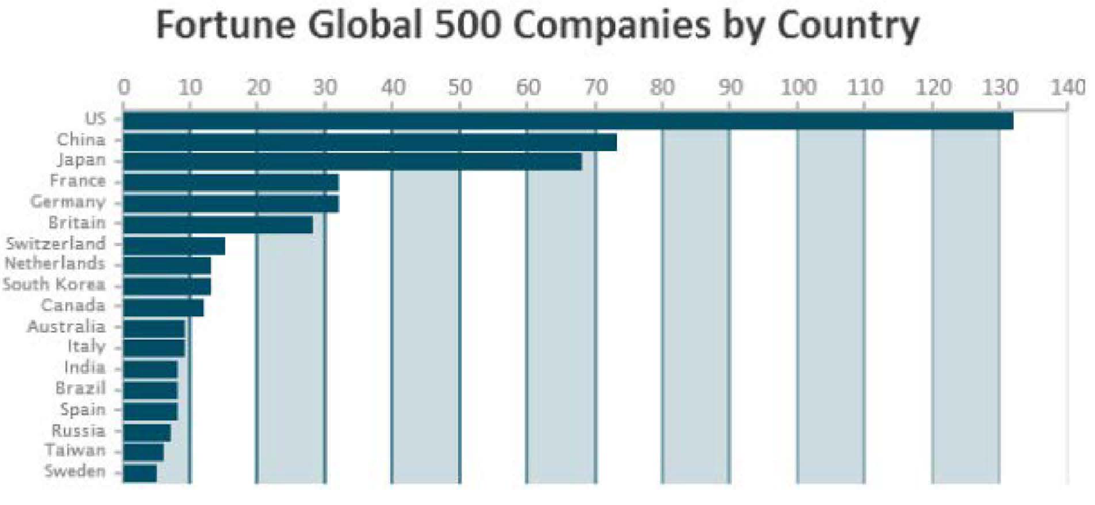 Fortune Global 500 Companies by Country
0 10 20 30 40 50 60 70 80 90 100 110 120 130 140
US
China
Japan
France
Germany
Britain
Switzerland
Netherlands
South Korea
Canada
Australia
Italy
India
Brazil
Spain
Russia
Taiwan
Sweden